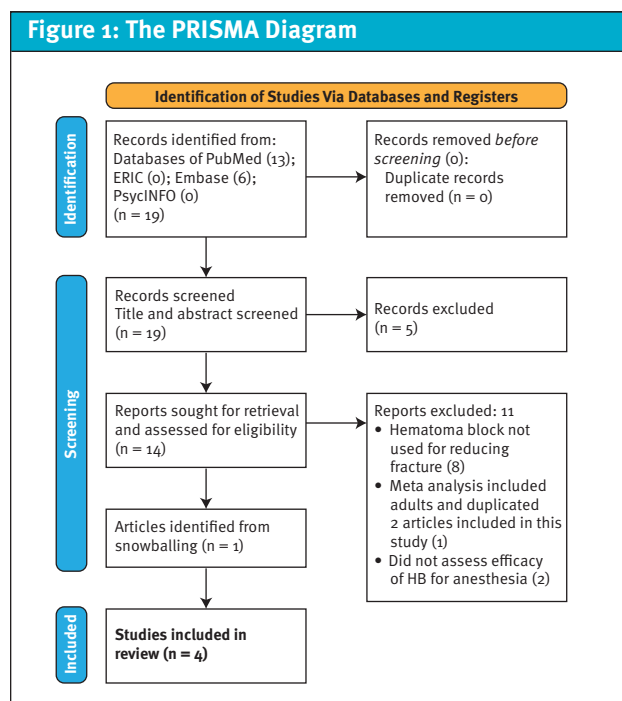 Figure 1: The PRISMA Diagram
Identification of Studies Via Databases and Registers
Identification
Records identified from:
Databases of PubMed (13);
ERIC (0); Embase (6);
PsycINFO (0)
(n = 19)
Records removed before
screening (0):
Duplicate records
removed (n = 0)
Screening
Records screened
Title and abstract screened
(n = 19)
Records excluded
(n = 5)
Reports sought for retrieval
and assessed for eligibility
(n = 14)
Reports excluded: 11
• Hematoma block not
used for reducing
fracture (8)
• Meta analysis included
adults and duplicated
2 articles included in this
study (1)
• Did not assess efficacy
of HB for anesthesia (2)
Articles identified from
snowballing (n = 1)
Included
Studies included in
review (n = 4)